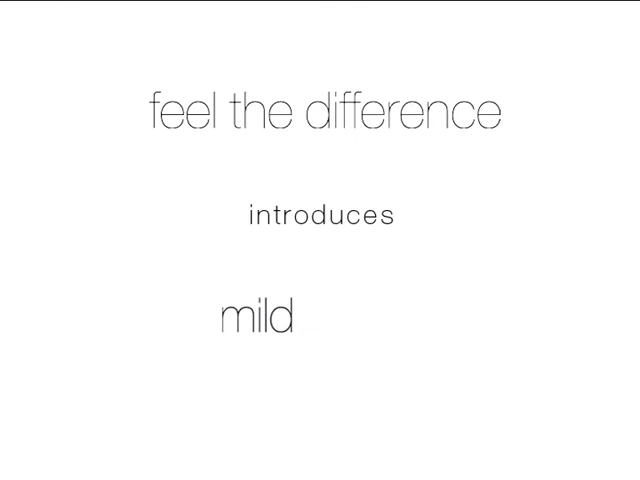 feel the difference
introduces
mild